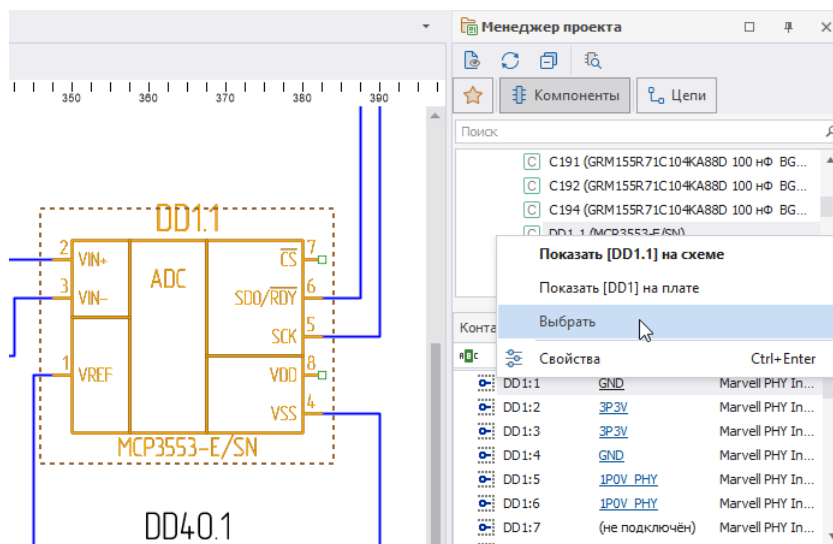 Менеджер проекта
Компоненты
Цепи
Поиск
350 360 370 380 390
C191 (GRM155R71C104KA88D 100 нФ BG...
C192 (GRM155R71C104KA88D 100 нФ BG...
C194 (GRM155R71C104KA88D 100 нФ BG...
DD1.1 (MCP3553-E/SN)
Показать [DD1.1] на схеме
Показать [DD1] на плате
Выбрать
Свойства Ctrl+Enter
Конта
DD1:1 GND Marvell PHY In...
DD1:2 3P3V Marvell PHY In...
DD1:3 3P3V Marvell PHY In...
DD1:4 GND Marvell PHY In...
DD1:5 1P0V_PHY Marvell PHY In...
DD1:6 1P0V_PHY Marvell PHY In...
DD1:7 (не подключён) Marvell PHY In...
DD1.1
2 VIN+
3 VIN-
1 VREF
ADC
CS 7
SDO/RDY 6
SCK 5
VDD 8
VSS 4
MCP3553-E/SN
DD40.1